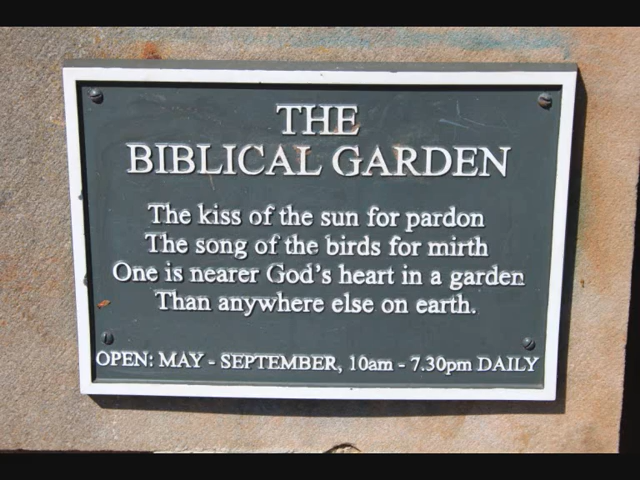 THE
BIBLICAL GARDEN
The kiss of the sun for pardon
The song of the birds for mirth
One is nearer God's heart in a garden
Than anywhere else on earth.
OPEN: MAY - SEPTEMBER, 10am - 7.30pm DAILY